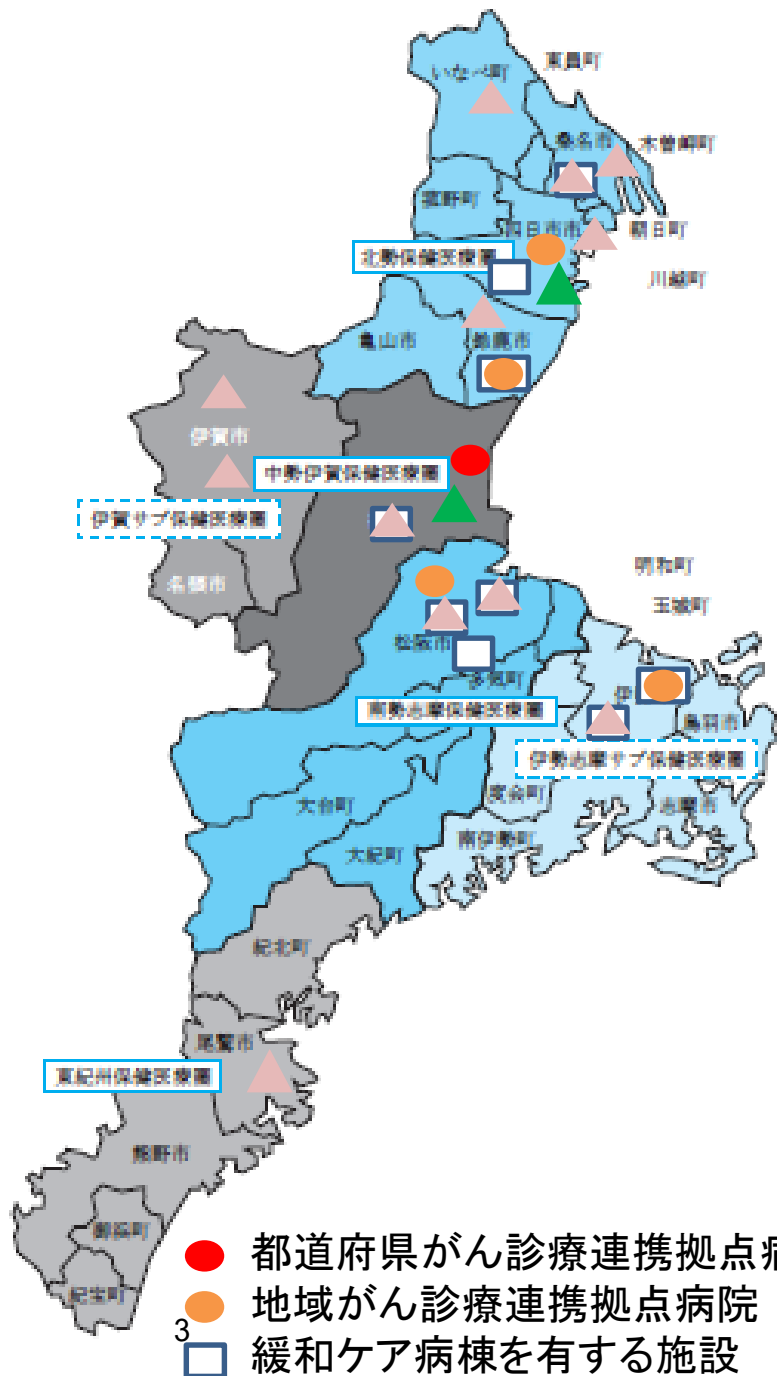 いなべ町
東員町
桑名市
木曽岬町
菰野町
四日市市
朝日町
北勢保健医療圏
川越町
亀山市
鈴鹿市
伊賀市
中勢伊賀保健医療圏
伊賀サブ保健医療圏
名張市
明和町
玉城町
松阪市
多気町
伊
南勢志摩保健医療圏
鳥羽市
伊勢志摩サブ保健医療圏
度会町
志摩市
大台町
南伊勢町
大紀町
紀北町
尾鷲市
東紀州保健医療圏
熊野市
御浜町
紀宝町
都道府県がん診療連携拠点病
地域がん診療連携拠点病院
3
緩和ケア病棟を有する施設